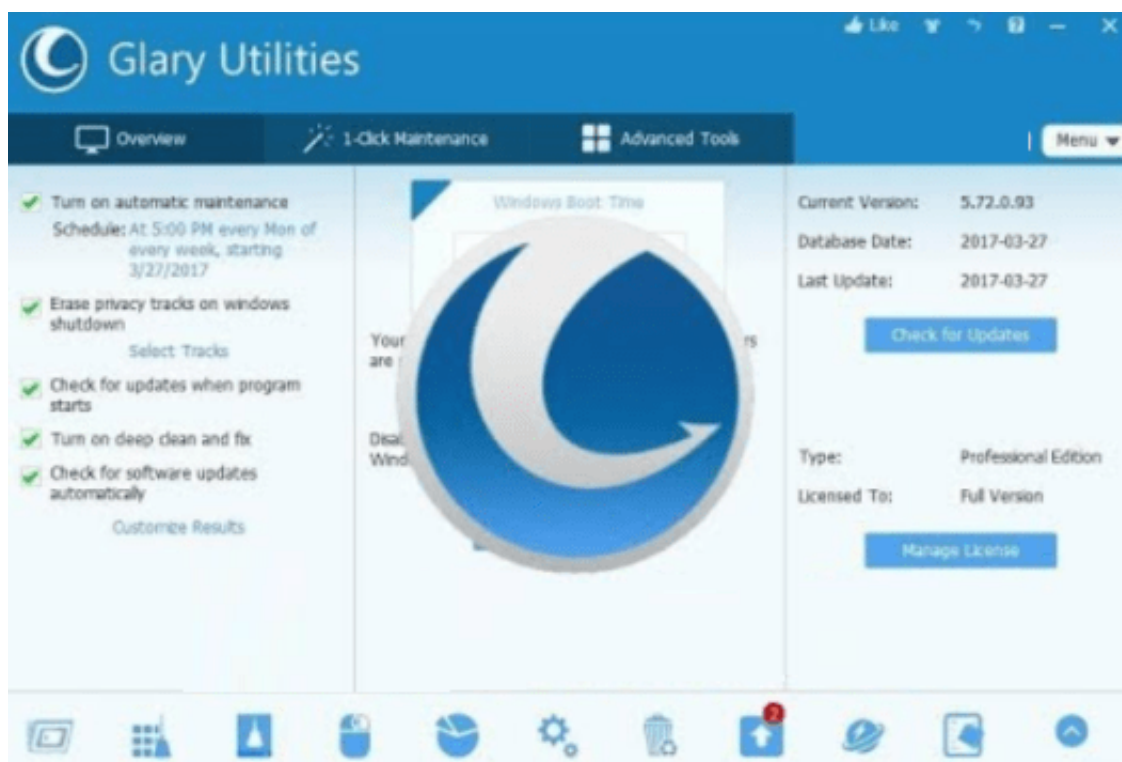 Glary Utilities
Like
Overview
1-Click Maintenance
Advanced Tools
Menu
Turn on automatic maintenance
Schedule: At 5:00 PM every Mon of
every week, starting
3/27/2017
Erase privacy tracks on windows
shutdown
Select Tracks
Check for updates when program
starts
Turn on deep clean and fix
Check for software updates
automatically
Customize Results
Windows Boot Time
Your
rs
are
Disa
Wind
Current Version: 5.72.0.93
Database Date: 2017-03-27
Last Update: 2017-03-27
Check for Updates
Type: Professional Edition
Licensed To: Full Version
Manage License
2